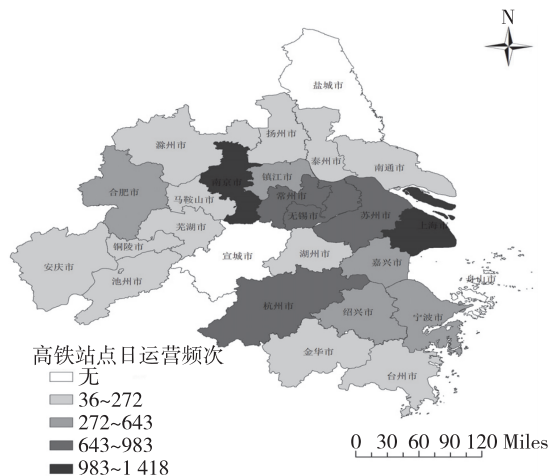 N
盐城市
扬州市
滁州市
泰州市
南通市
镇江市
合肥市
南京市
常州市
马鞍山市
无锡市
苏州市
上海市
芜湖市
铜陵市
宣城市
湖州市
嘉兴市
安庆市
池州市
舟山市
杭州市
绍兴市
宁波市
金华市
台州市
高铁站点日运营频次
无
36~272
272~643
643~983
983~1 418
0 30 60 90 120 Miles